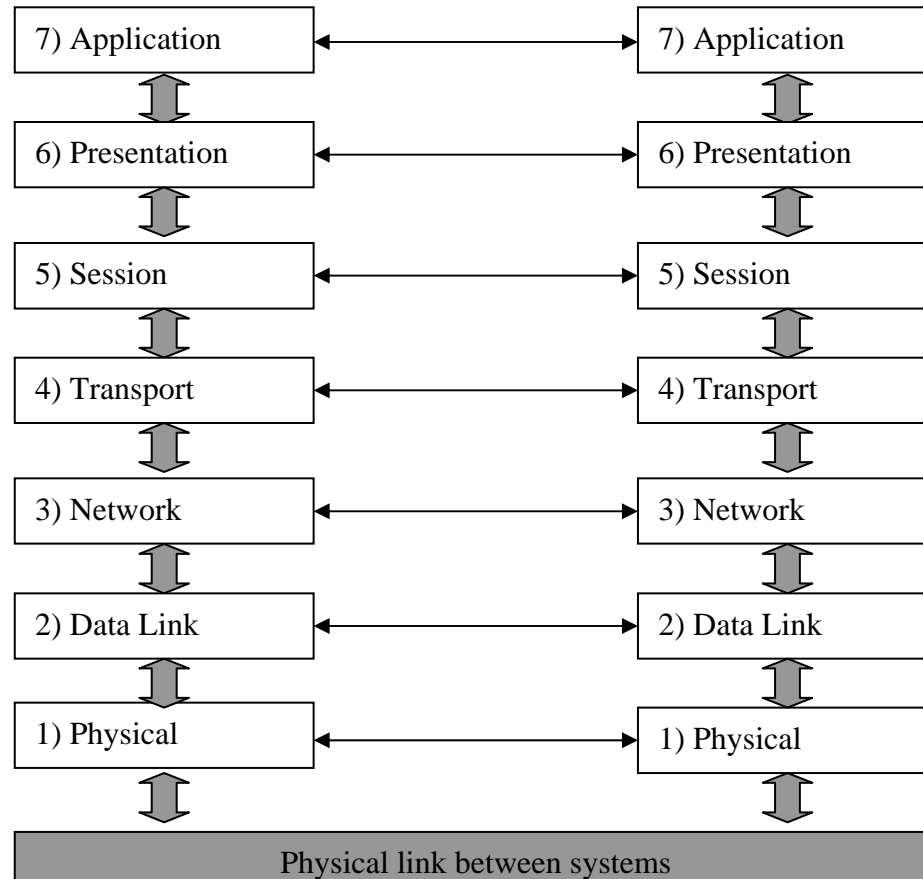 7) Application
7) Application
6) Presentation
6) Presentation
5) Session
5) Session
4) Transport
4) Transport
3) Network
3) Network
2) Data Link
2) Data Link
1) Physical
1) Physical
Physical link between systems